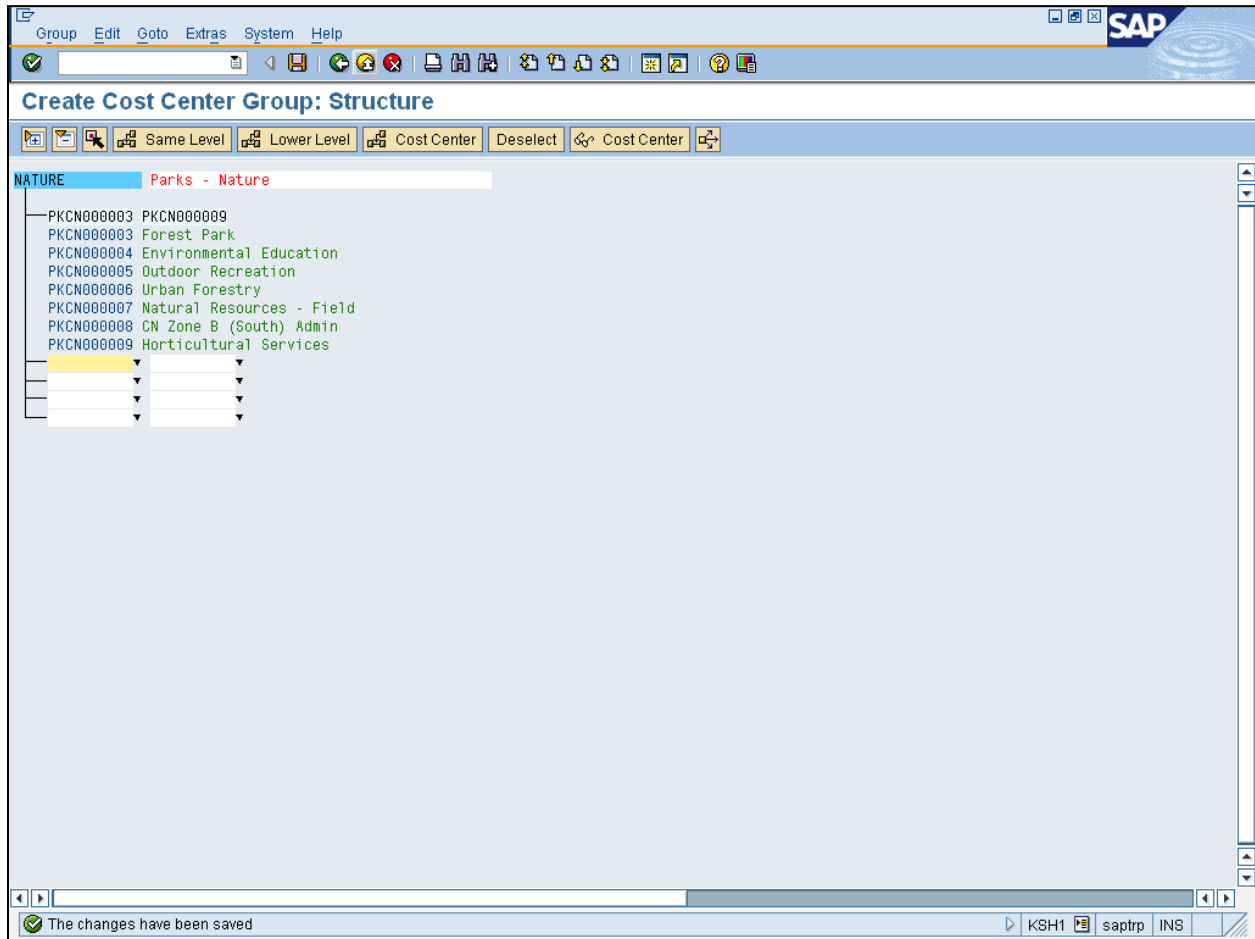 Group Edit Goto Extras System Help
SAP
Create Cost Center Group: Structure
Same Level Lower Level Cost Center Deselect Cost Center
NATURE Parks - Nature
PKCN000003 PKCN000009
PKCN000003 Forest Park
PKCN000004 Environmental Education
PKCN000005 Outdoor Recreation
PKCN000006 Urban Forestry
PKCN000007 Natural Resources - Field
PKCN000008 CN Zone B (South) Admin
PKCN000009 Horticultural Services
The changes have been saved KSH1 saptrp INS